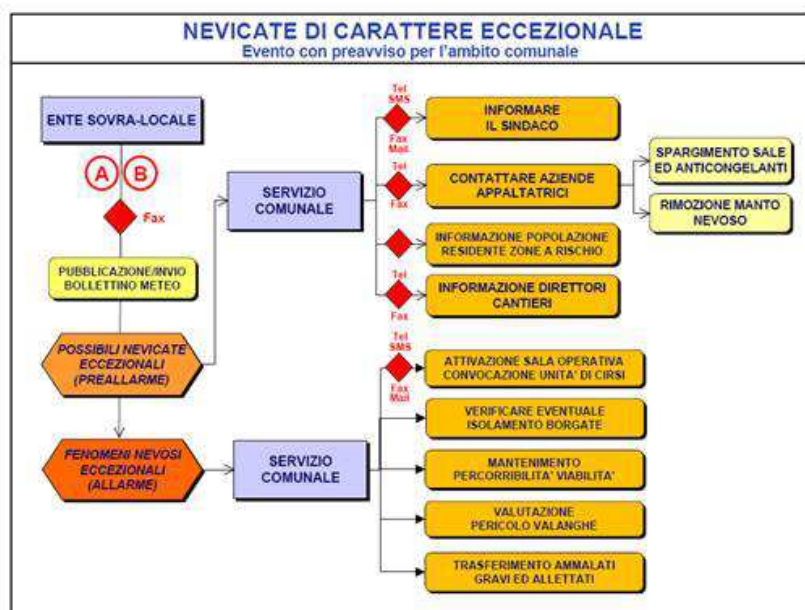 NEVICATE DI CARATTERE ECCEZIONALE
Evento con preavviso per l'ambito comunale
ENTE SOVRA-LOCALE
A
B
Fax
PUBBLICAZIONE/INVIO
BOLLETTINO METEO
POSSIBILI NEVICATE
ECCEZIONALI
(PREALLARME)
FENOMENI NEVOSI
ECCEZIONALI
(ALLARME)
SERVIZIO
COMUNALE
Tel
SMS
Fax
Mail
INFORMARE
IL SINDACO
Tel
Fax
CONTATTARE AZIENDE
APPALTATRICI
SPARGIMENTO SALE
ED ANTICONGELANTI
RIMOZIONE MANTO
NEVOSO
INFORMAZIONE POPOLAZIONE
RESIDENTE ZONE A RISCHIO
Tel
Fax
INFORMAZIONE DIRETTORI
CANTIERI
SERVIZIO
COMUNALE
Tel
SMS
Fax
Mail
ATTIVAZIONE SALA OPERATIVA
CONVOCAZIONE UNITA' DI CIRSI
VERIFICARE EVENTUALE
ISOLAMENTO BORGATE
MANTENIMENTO
PERCORRIBILITA' VIABILITA'
VALUTAZIONE
PERICOLO VALANGHE
TRASFERIMENTO AMMALATI
GRAVI ED ALLETTATI